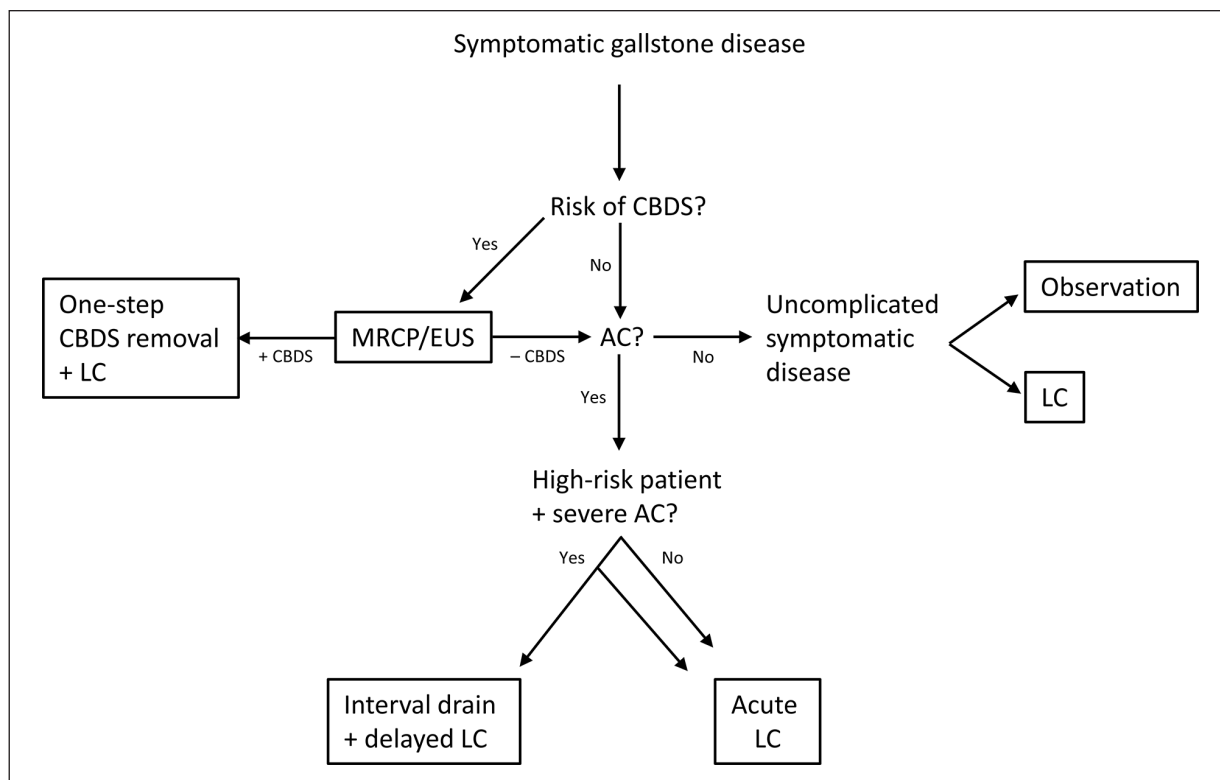 Symptomatic gallstone disease
Risk of CBDS?
Yes
No
One-step
CBDS removal
+ LC
+ CBDS
MRCP/EUS
– CBDS
AC?
No
Uncomplicated
symptomatic
disease
Observation
LC
Yes
High-risk patient
+ severe AC?
Yes
No
Interval drain
+ delayed LC
Acute
LC